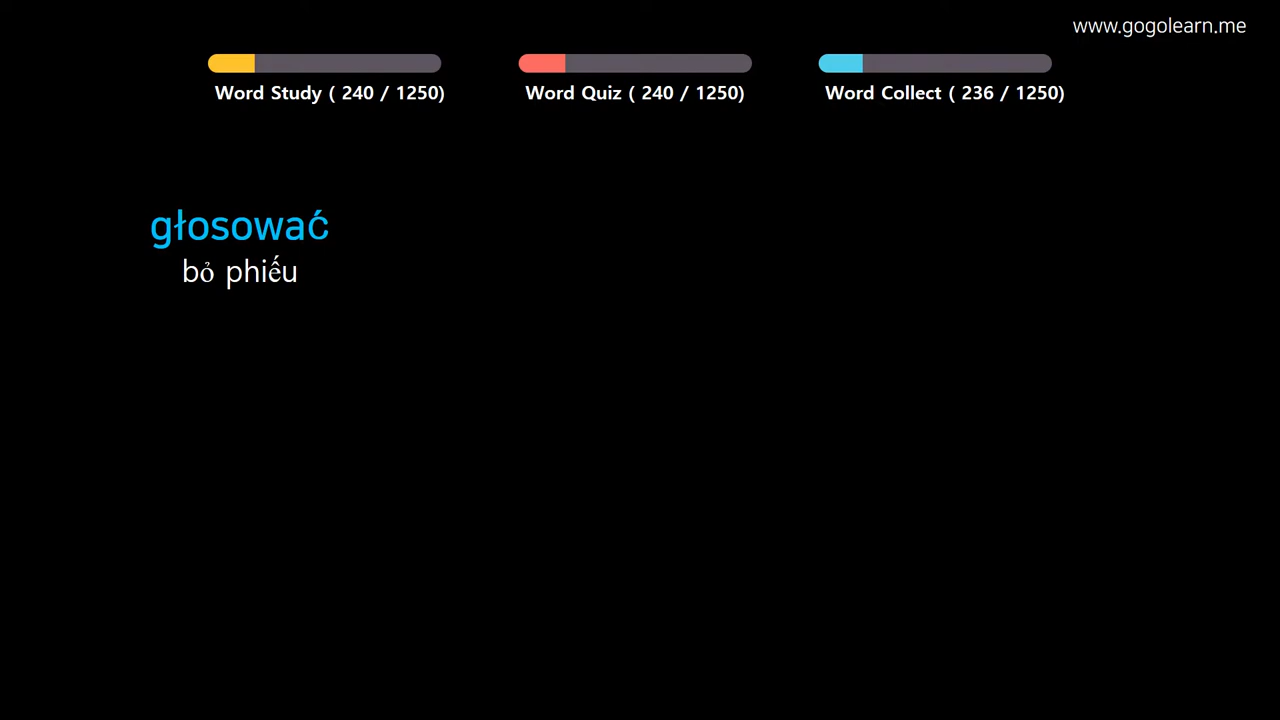 www.gogolearn.me
Word Study ( 240 / 1250)
Word Quiz ( 240 / 1250)
Word Collect ( 236 / 1250)
głosować
bỏ phiếu